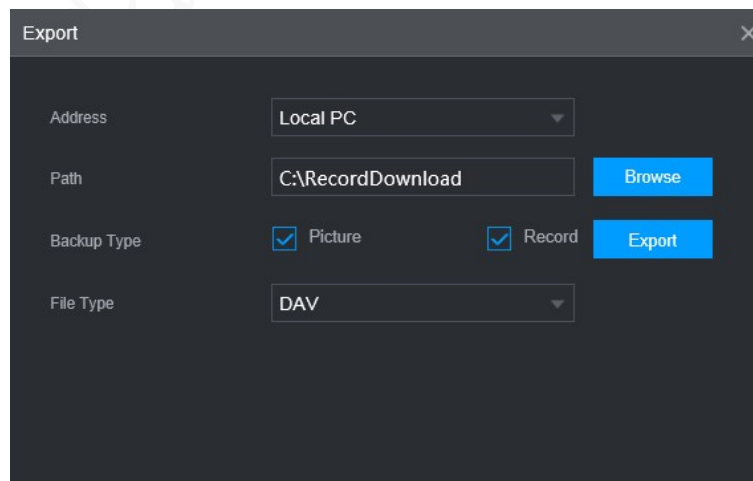 Export
Address Local PC
Path C:\RecordDownload Browse
Backup Type Picture Record Export
File Type DAV